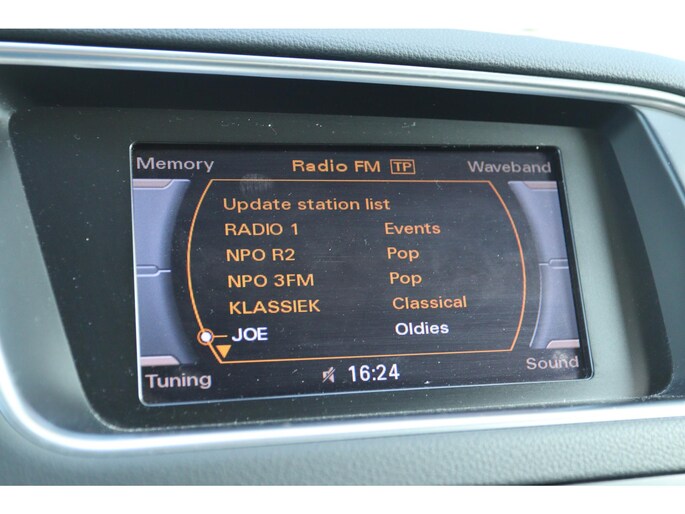 Memory Radio FM TP Waveband
Update station list
RADIO 1 Events
NPO R2 Pop
NPO 3FM Pop
KLASSIEK Classical
JOE Oldies
Tuning 16:24 Sound